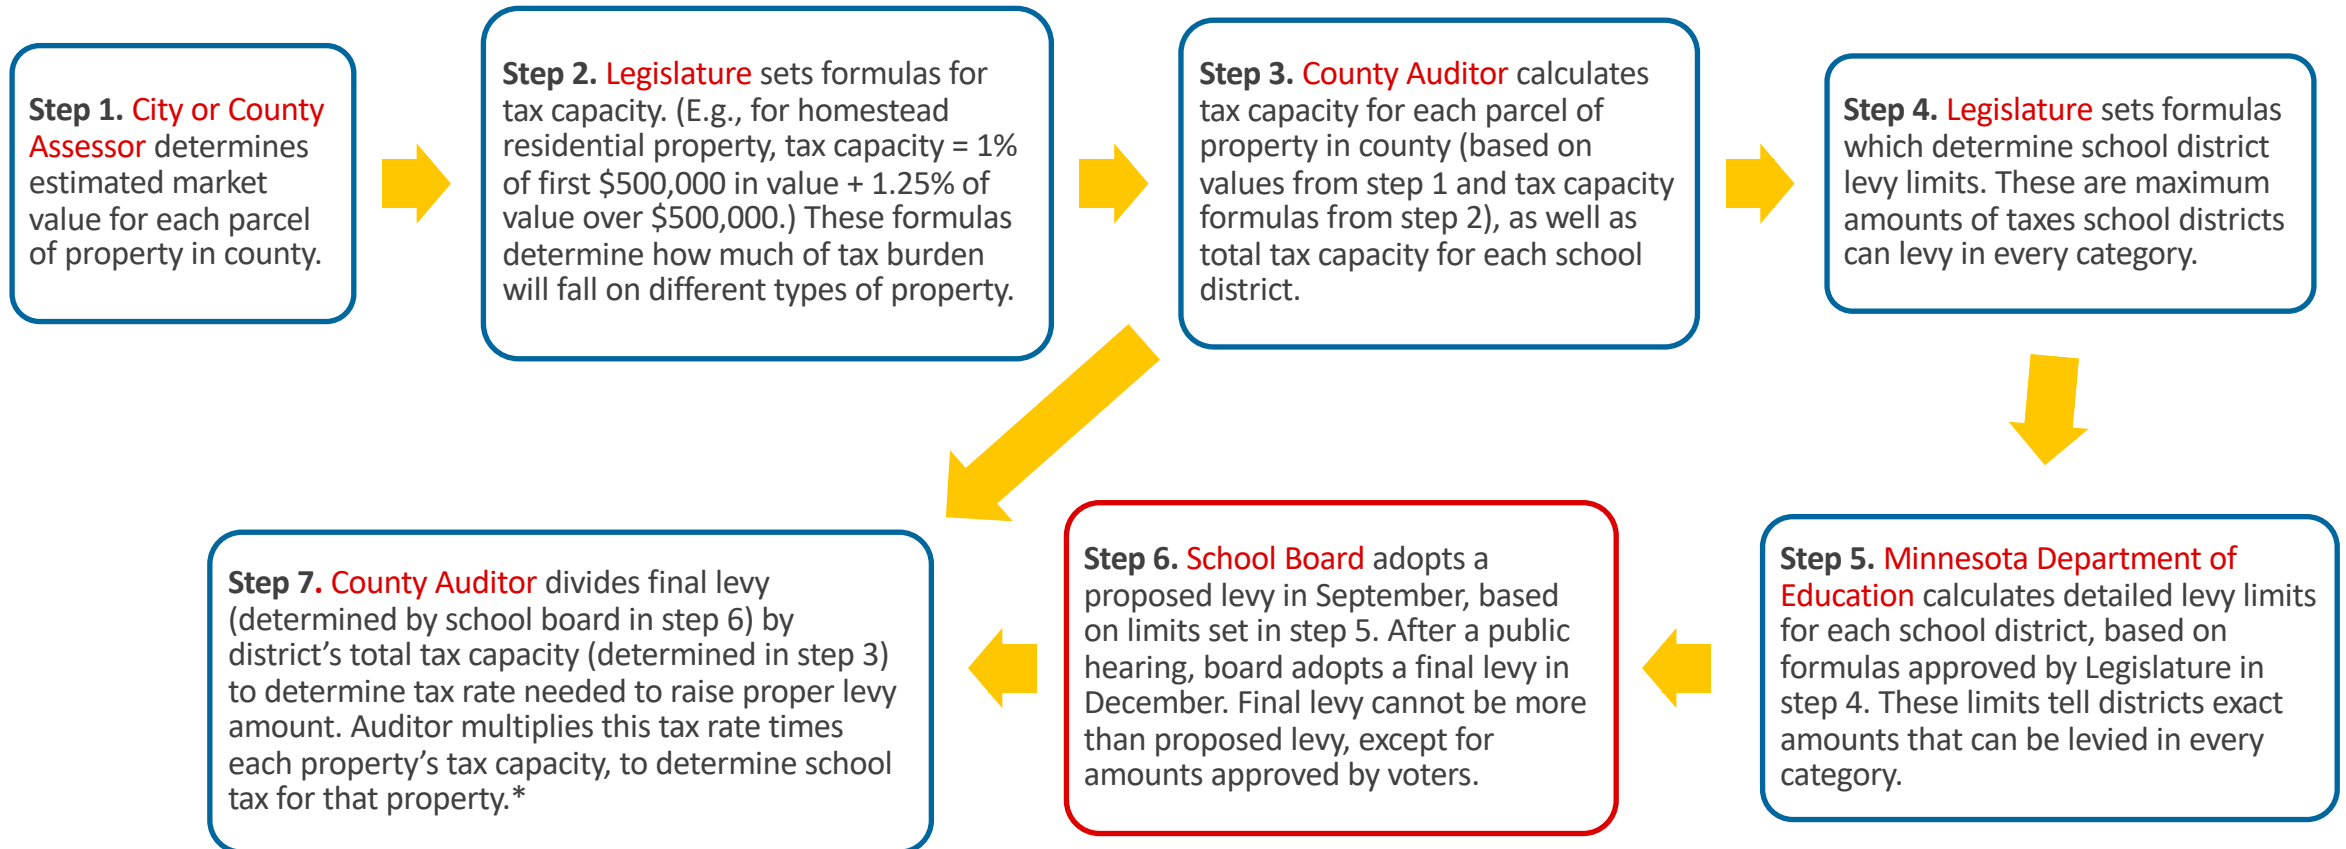 Step 1. City or County
Assessor determines
estimated market
value for each parcel
of property in county.
Step 2. Legislature sets formulas for
tax capacity. (E.g., for homestead
residential property, tax capacity = 1%
of first $500,000 in value + 1.25% of
value over $500,000.) These formulas
determine how much of tax burden
will fall on different types of property.
Step 3. County Auditor calculates
tax capacity for each parcel of
property in county (based on
values from step 1 and tax capacity
formulas from step 2), as well as
total tax capacity for each school
district.
Step 4. Legislature sets formulas
which determine school district
levy limits. These are maximum
amounts of taxes school districts
can levy in every category.
Step 5. Minnesota Department of
Education calculates detailed levy limits
for each school district, based on
formulas approved by Legislature in
step 4. These limits tell districts exact
amounts that can be levied in every
category.
Step 6. School Board adopts a
proposed levy in September, based
on limits set in step 5. After a public
hearing, board adopts a final levy in
December. Final levy cannot be more
than proposed levy, except for
amounts approved by voters.
Step 7. County Auditor divides final levy
(determined by school board in step 6) by
district’s total tax capacity (determined in step 3)
to determine tax rate needed to raise proper levy
amount. Auditor multiplies this tax rate times
each property’s tax capacity, to determine school
tax for that property.*